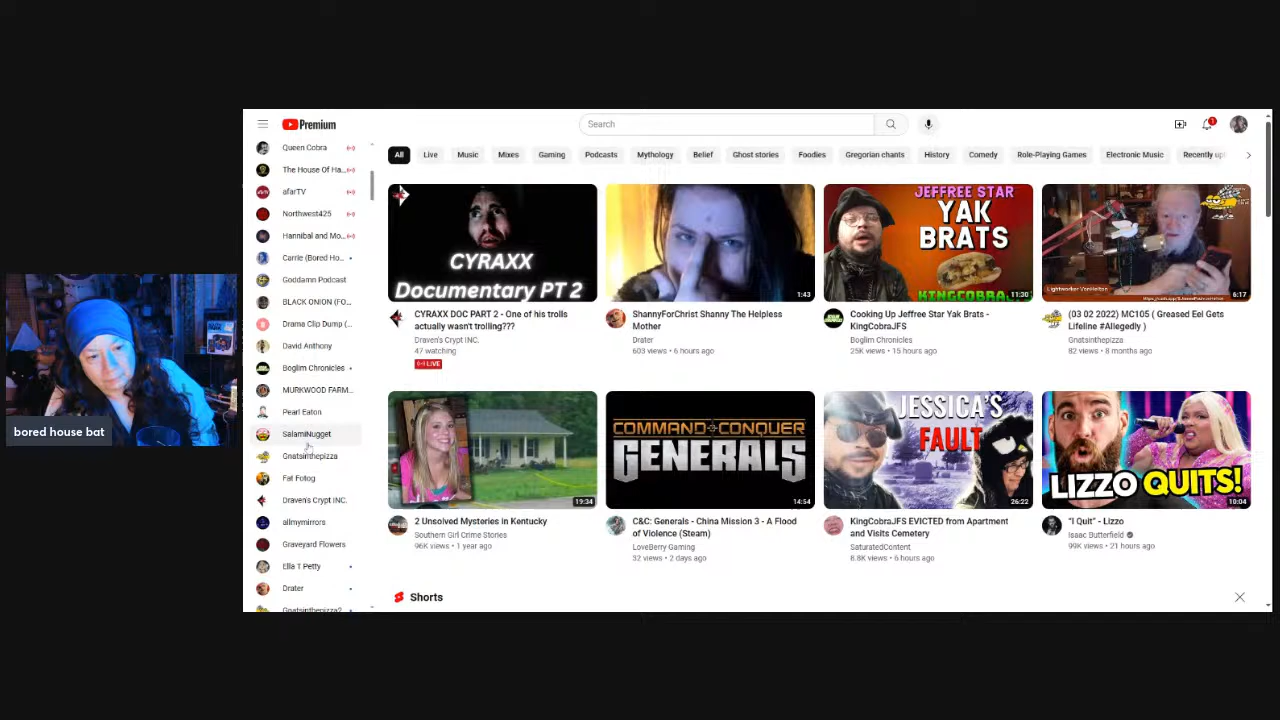 bored house bat
Premium
Search
1
Queen Cobra
The House Of Ha...
afarTV
Northwest425
Hannibal and Mo...
Carrie (Bored Ho...
Goddamn Podcast
BLACK ONION (FO...
Drama Clip Dump (...
David Anthony
Boglim Chronicles
MURKWOOD FARM...
Pearl Eaton
SalamiNugget
Gnatsinthepizza
Fat Fotog
Draven's Crypt INC.
allmymirrors
Graveyard Flowers
Ella T Petty
Drater
Gnatsinthepizza2
All
Live
Music
Mixes
Gaming
Podcasts
Mythology
Belief
Ghost stories
Foodies
Gregorian chants
History
Comedy
Role-Playing Games
Electronic Music
Recently up
CYRAXX
Documentary PT 2
CYRAXX DOC PART 2 - One of his trolls
actually wasn't trolling???
Draven's Crypt INC.
47 watching
LIVE
1:43
ShannyForChrist Shanny The Helpless
Mother
Drater
603 views • 6 hours ago
JEFFREE STAR
YAK
BRATS
KINGCOBRA
11:30
Cooking Up Jeffree Star Yak Brats -
KingCobraJFS
Boglim Chronicles
25K views • 15 hours ago
Lightworker VanHelton
6:17
(03 02 2022) MC105 ( Greased Eel Gets
Lifeline #Allegedly )
Gnatsinthepizza
82 views • 8 months ago
19:34
2 Unsolved Mysteries in Kentucky
Southern Girl Crime Stories
96K views • 1 year ago
COMMAND CONQUER
GENERALS
14:54
C&C: Generals - China Mission 3 - A Flood
of Violence (Steam)
LoveBerry Gaming
32 views • 2 days ago
JESSICA'S
FAULT
26:22
KingCobraJFS EVICTED from Apartment
and Visits Cemetery
SaturatedContent
8.8K views • 6 hours ago
LIZZO QUITS!
10:04
"I Quit" - Lizzo
Isaac Butterfield
99K views • 21 hours ago
Shorts